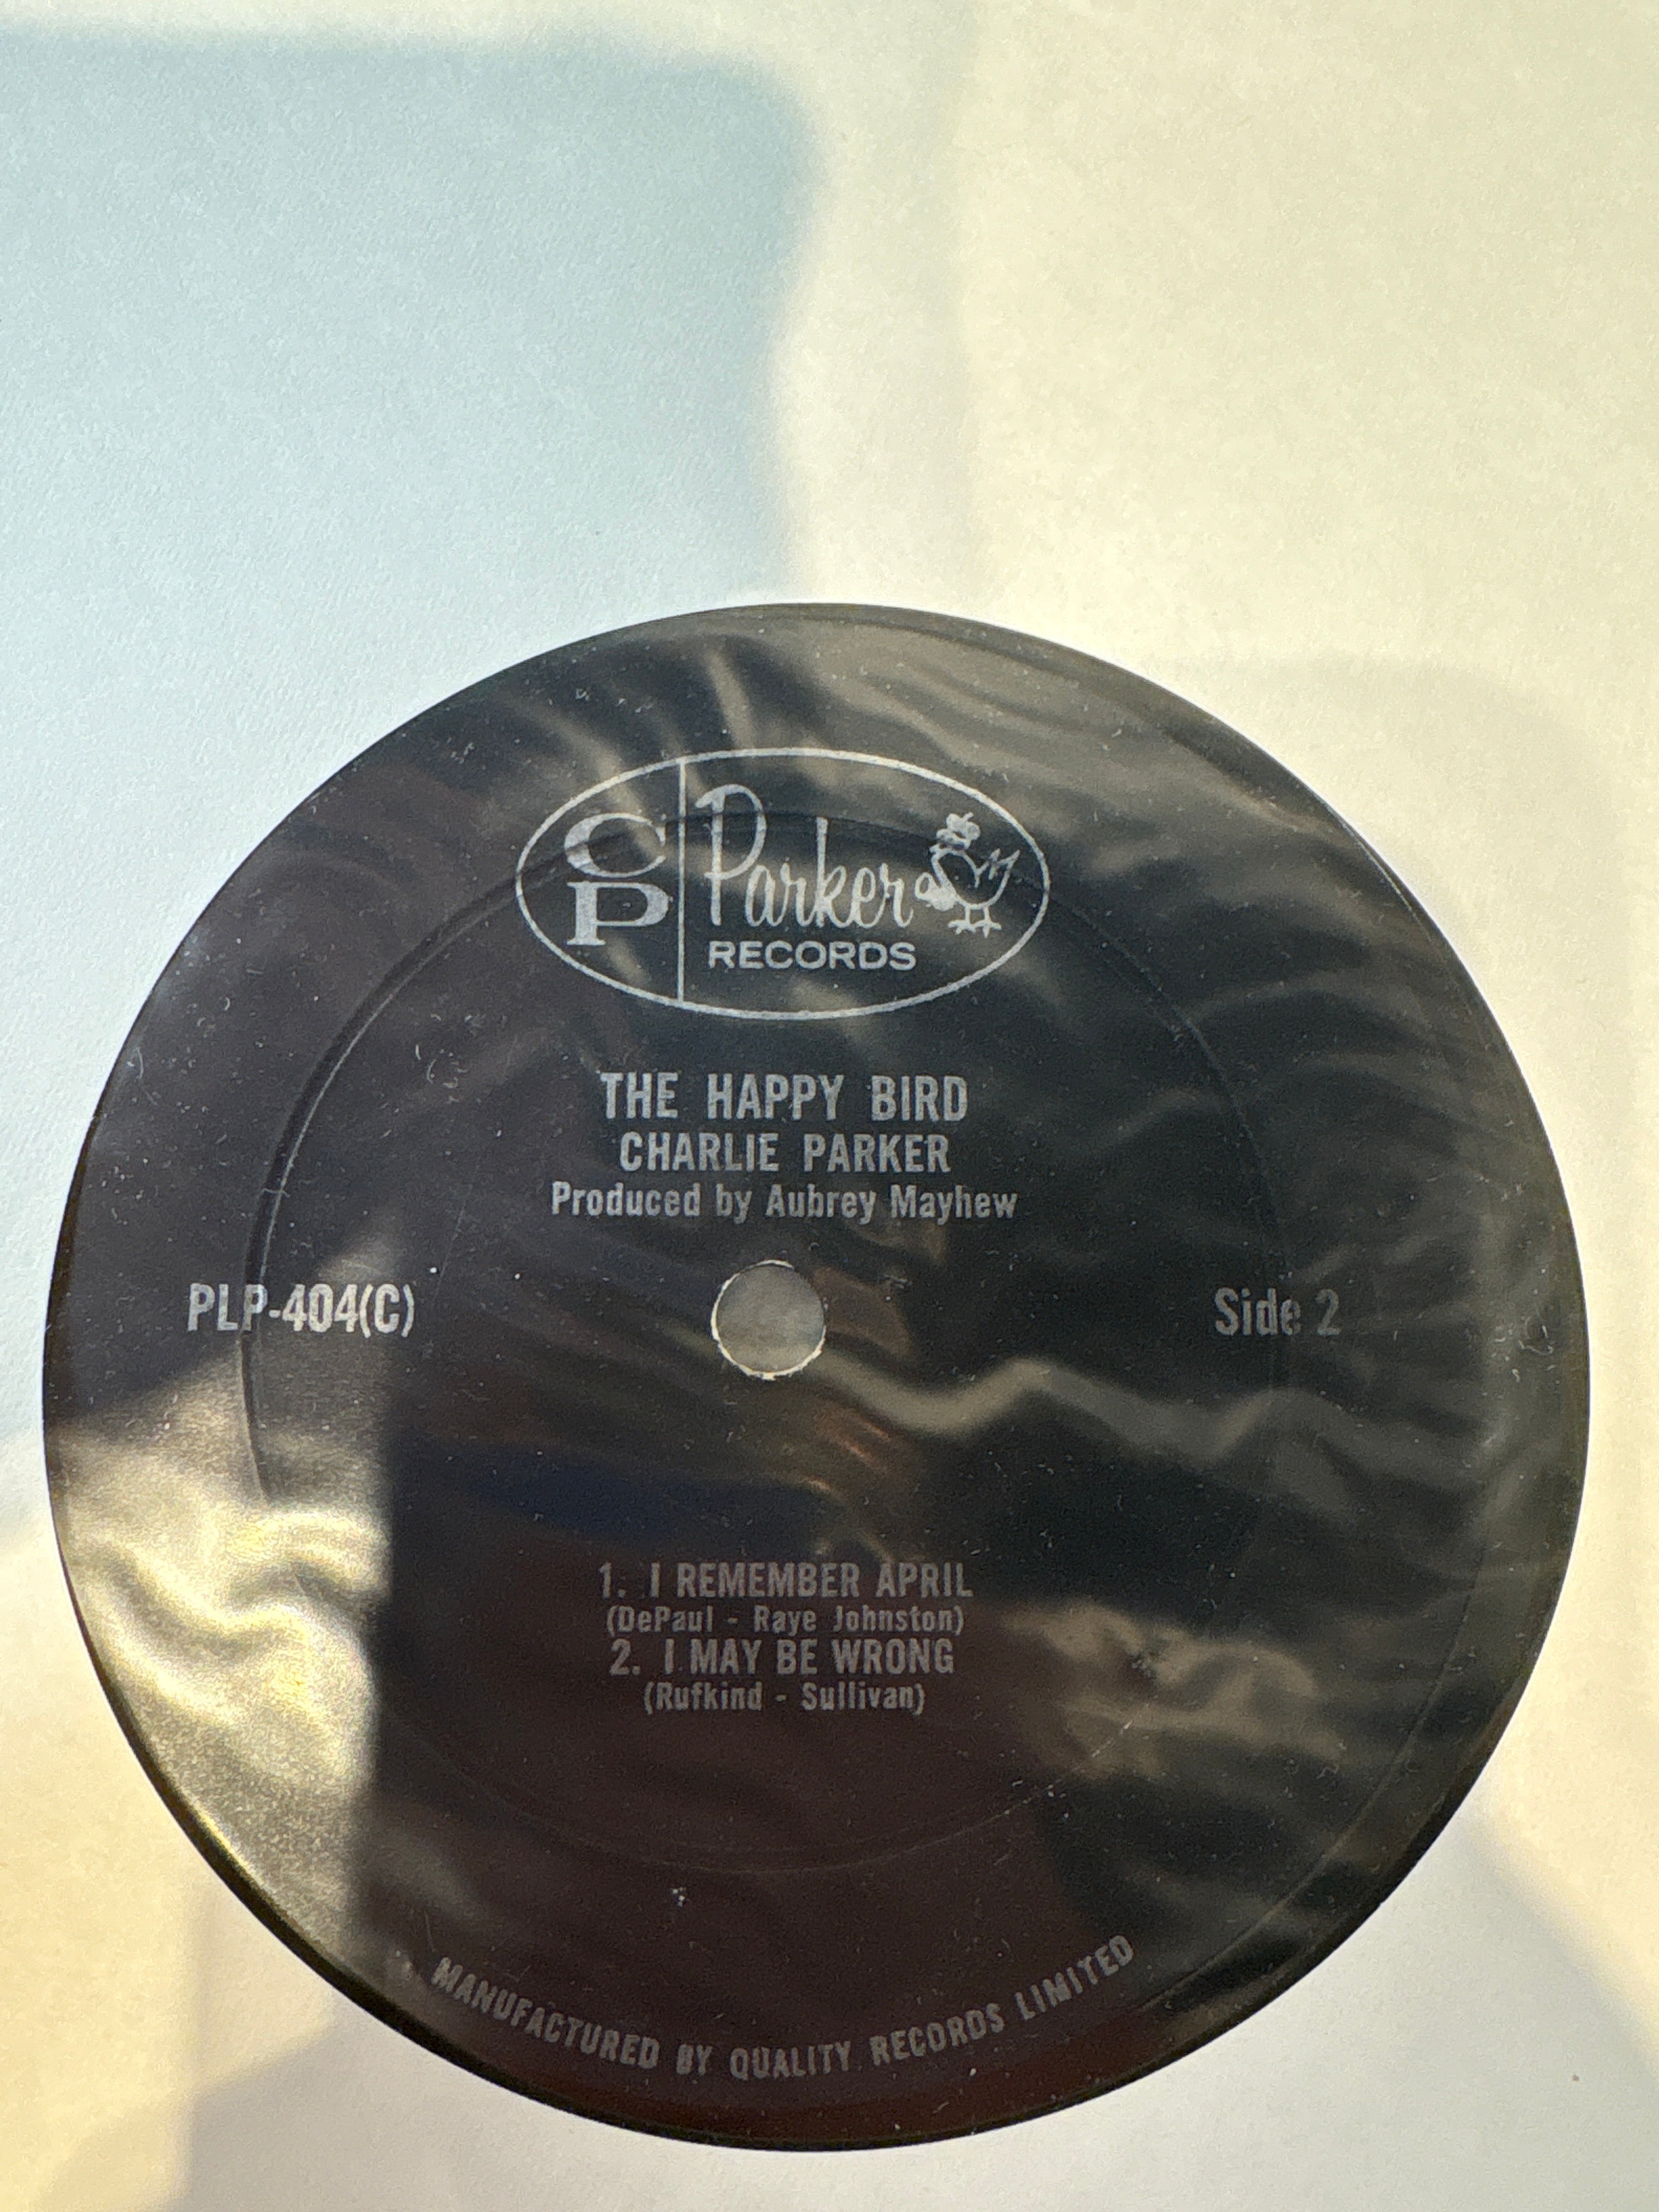 CP
Parker
RECORDS
THE HAPPY BIRD
CHARLIE PARKER
Produced by Aubrey Mayhew
PLP-404(C)
Side 2
1. I REMEMBER APRIL
(DePaul - Raye Johnston)
2. I MAY BE WRONG
(Rufkind - Sullivan)
MANUFACTURED BY QUALITY RECORDS LIMITED